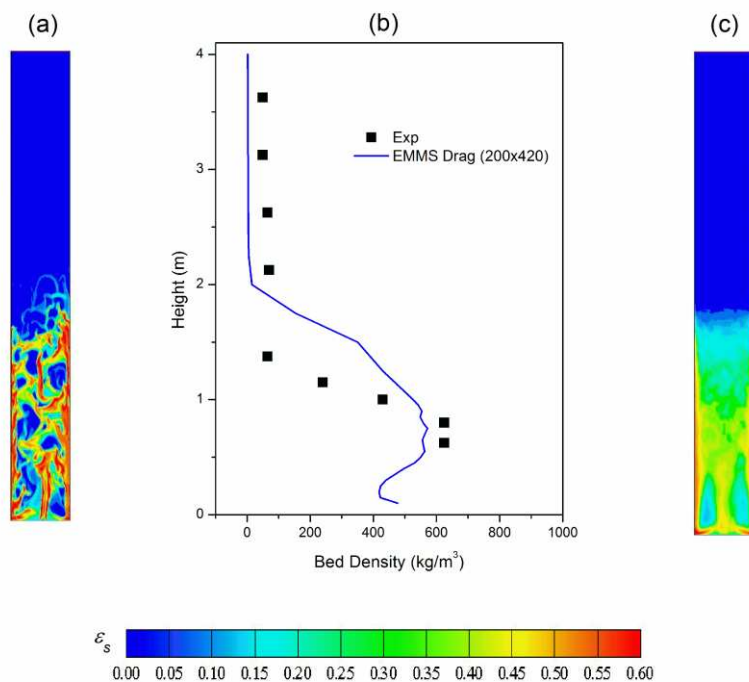 (a)
(b)
(c)
4
3
2
1
0
Height (m)
Exp
EMMS Drag (200x420)
0 200 400 600 800 1000
Bed Density (kg/m³)
εs
0.00 0.05 0.10 0.15 0.20 0.25 0.30 0.35 0.40 0.45 0.50 0.55 0.60